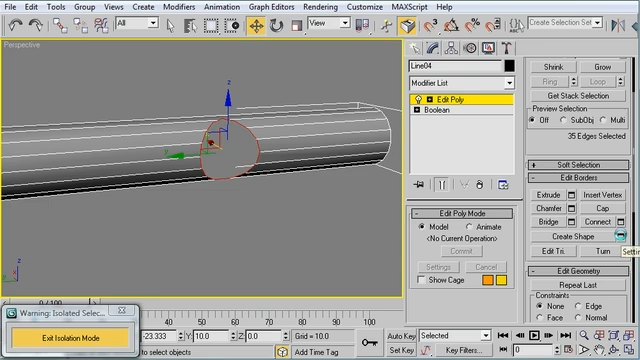 File Edit Tools Group Views Create Modifiers Animation Graph Editors Rendering Customize MAXScript Help
All
View
Create Selection Set
Perspective
z
Line04
Modifier List
Edit Poly
Boolean
Edit Poly Mode
Model Animate
<No Current Operation>
Commit
Settings Cancel
Show Cage
Shrink Grow
Ring Loop
Get Stack Selection
Preview Selection
Off SubObj Multi
35 Edges Selected
Soft Selection
Edit Borders
Extrude Insert Vertex
Chamfer Cap
Bridge Connect
Create Shape
Edit Tri. Turn
Edit Geometry
Repeat Last
Constraints
None Edge
Face Normal
z
0 / 100
40 50 60 70 80 90 100
Warning: Isolated Selec...
Exit Isolation Mode
-23.333 Y: 10.0 Z: 0.0 Grid = 10.0
to select objects
Add Time Tag
Auto Key Selected
Set Key Key Filters...